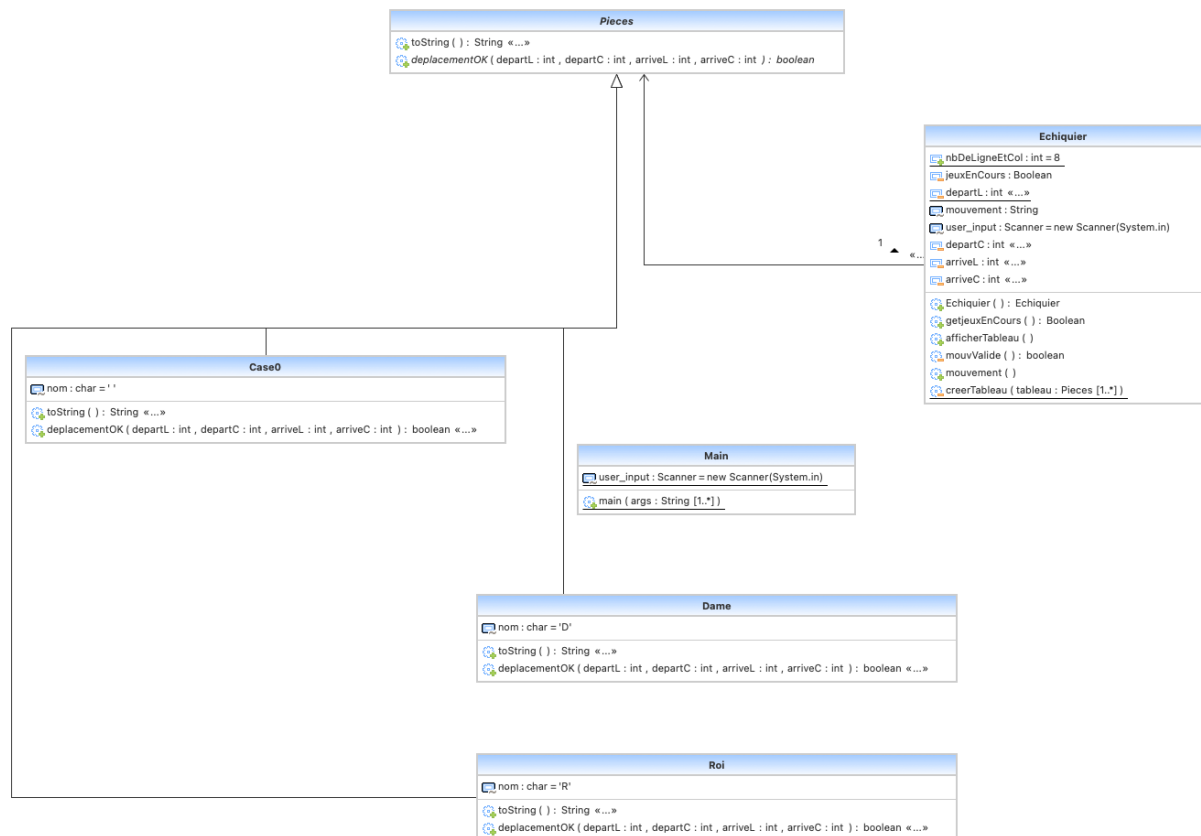 Pieces
toString ( ) : String «...»
deplacementOK ( departL : int , departC : int , arriveL : int , arriveC : int ) : boolean
Echiquier
nbDeLigneEtCol : int = 8
jeuxEnCours : Boolean
departL : int «...»
mouvement : String
user_input : Scanner = new Scanner(System.in)
departC : int «...»
arriveL : int «...»
arriveC : int «...»
Echiquier ( ) : Echiquier
getjeuxEnCours ( ) : Boolean
afficherTableau ( )
mouvValide ( ) : boolean
mouvement ( )
creerTableau ( tableau : Pieces [1..*] )
1
«...
Case0
nom : char = ' '
toString ( ) : String «...»
deplacementOK ( departL : int , departC : int , arriveL : int , arriveC : int ) : boolean «...»
Main
user_input : Scanner = new Scanner(System.in)
main ( args : String [1..*] )
Dame
nom : char = 'D'
toString ( ) : String «...»
deplacementOK ( departL : int , departC : int , arriveL : int , arriveC : int ) : boolean «...»
Roi
nom : char = 'R'
toString ( ) : String «...»
deplacementOK ( departL : int , departC : int , arriveL : int , arriveC : int ) : boolean «...»